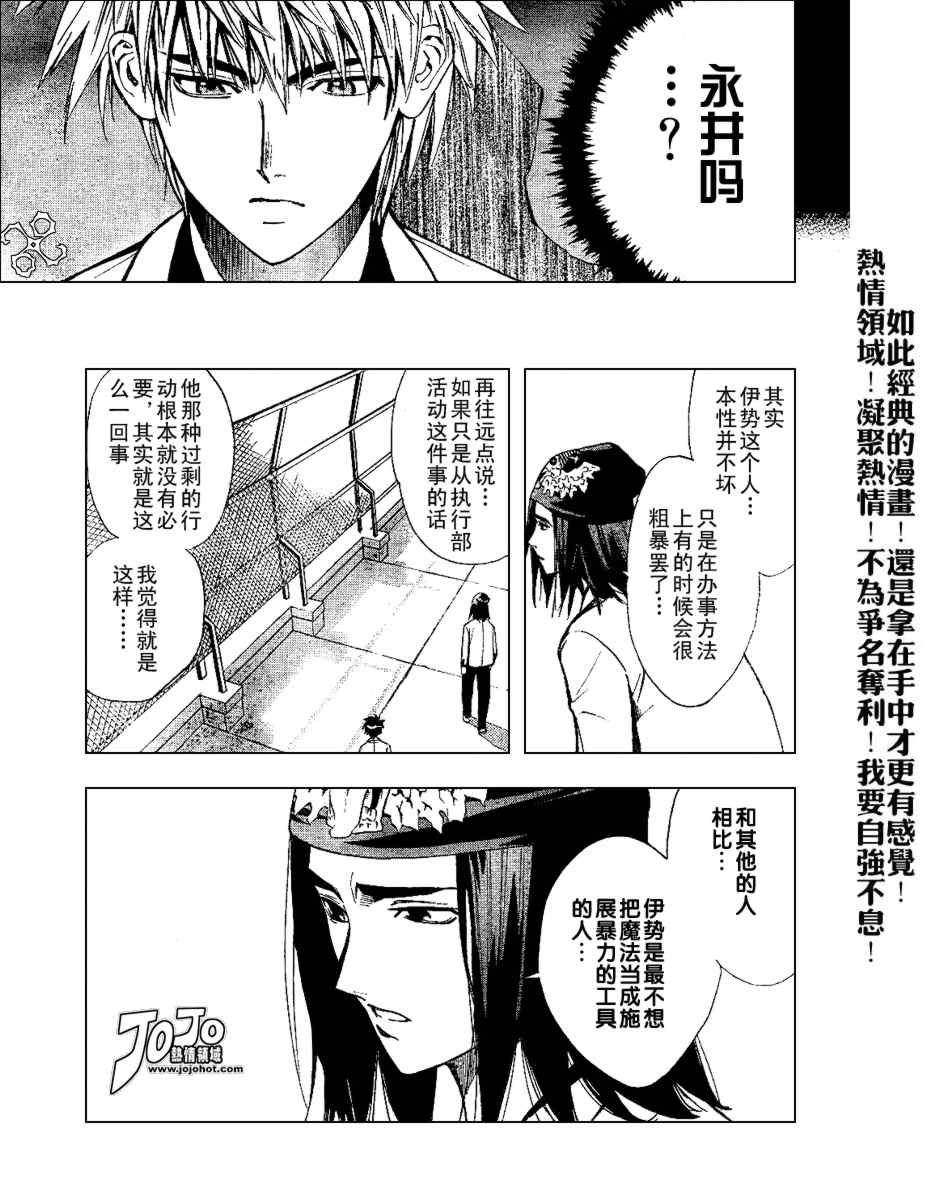 永井吗
…?
其实
伊势这个人…
本性并不坏
只是在办事方法
上有的时候会很
粗暴罢了…
再往远点说…
如果只是从执行部
活动这件事的话
他那种过剩的行
动根本就没有必
要,其实就是这
么一回事
我觉得就是
这样……
和其他的人
相比…
伊势是最不想
把魔法当成施
展暴力的工具
的人…
如此經典的漫畫！還是拿在手中才更有感覺！
熱情領域！凝聚熱情！不為爭名奪利！我要自強不息！
JOJO
熱情領域
www.jojohot.com